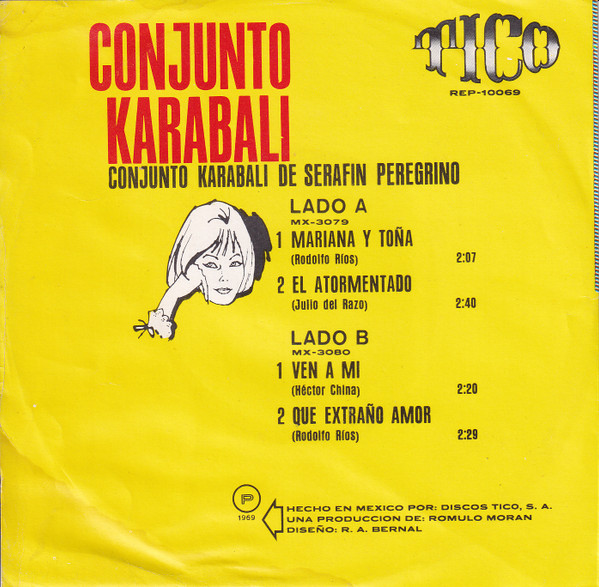 CONJUNTO
KARABALI
TICO
REP-10069
CONJUNTO KARABALI DE SERAFIN PEREGRINO
LADO A
MX-3079
1 MARIANA Y TOÑA
(Rodolfo Ríos) 2:07
2 EL ATORMENTADO
(Julio del Razo) 2:40
LADO B
MX-3080
1 VEN A MI
(Héctor China) 2:20
2 QUE EXTRAÑO AMOR
(Rodolfo Ríos) 2:29
P
1969
HECHO EN MEXICO POR: DISCOS TICO, S. A.
UNA PRODUCCION DE: ROMULO MORAN
DISEÑO: R. A. BERNAL